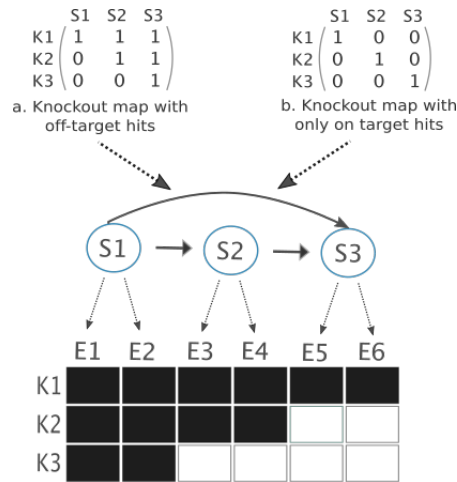 S1 S2 S3
K1 1 1 1
K2 0 1 1
K3 0 0 1
a. Knockout map with
off-target hits
S1 S2 S3
K1 1 0 0
K2 0 1 0
K3 0 0 1
b. Knockout map with
only on target hits
S1 S2 S3
E1 E2 E3 E4 E5 E6
K1
K2
K3